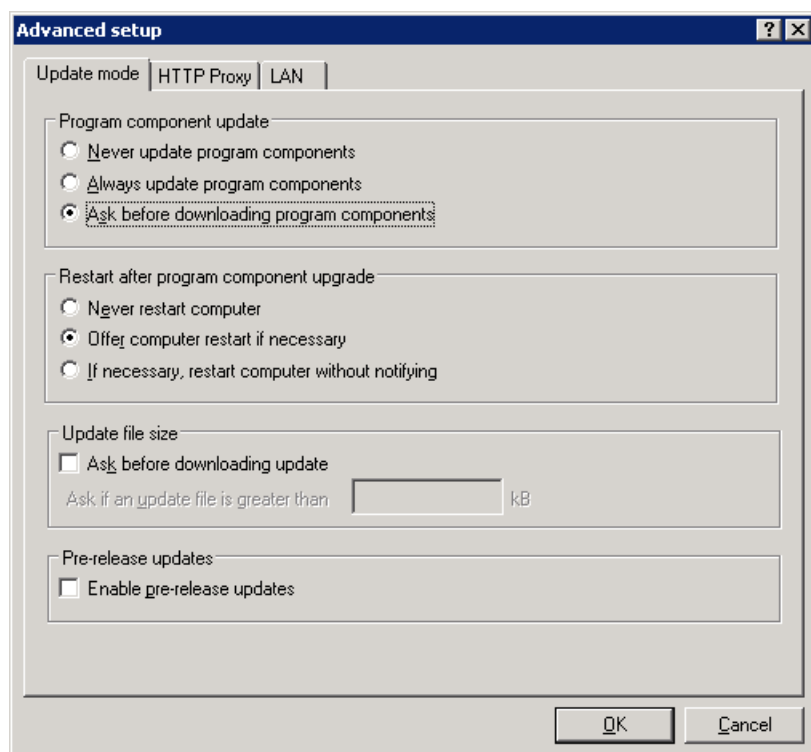 Advanced setup
Update mode HTTP Proxy LAN
Program component update
Never update program components
Always update program components
Ask before downloading program components
Restart after program component upgrade
Never restart computer
Offer computer restart if necessary
If necessary, restart computer without notifying
Update file size
Ask before downloading update
Ask if an update file is greater than kB
Pre-release updates
Enable pre-release updates
OK Cancel